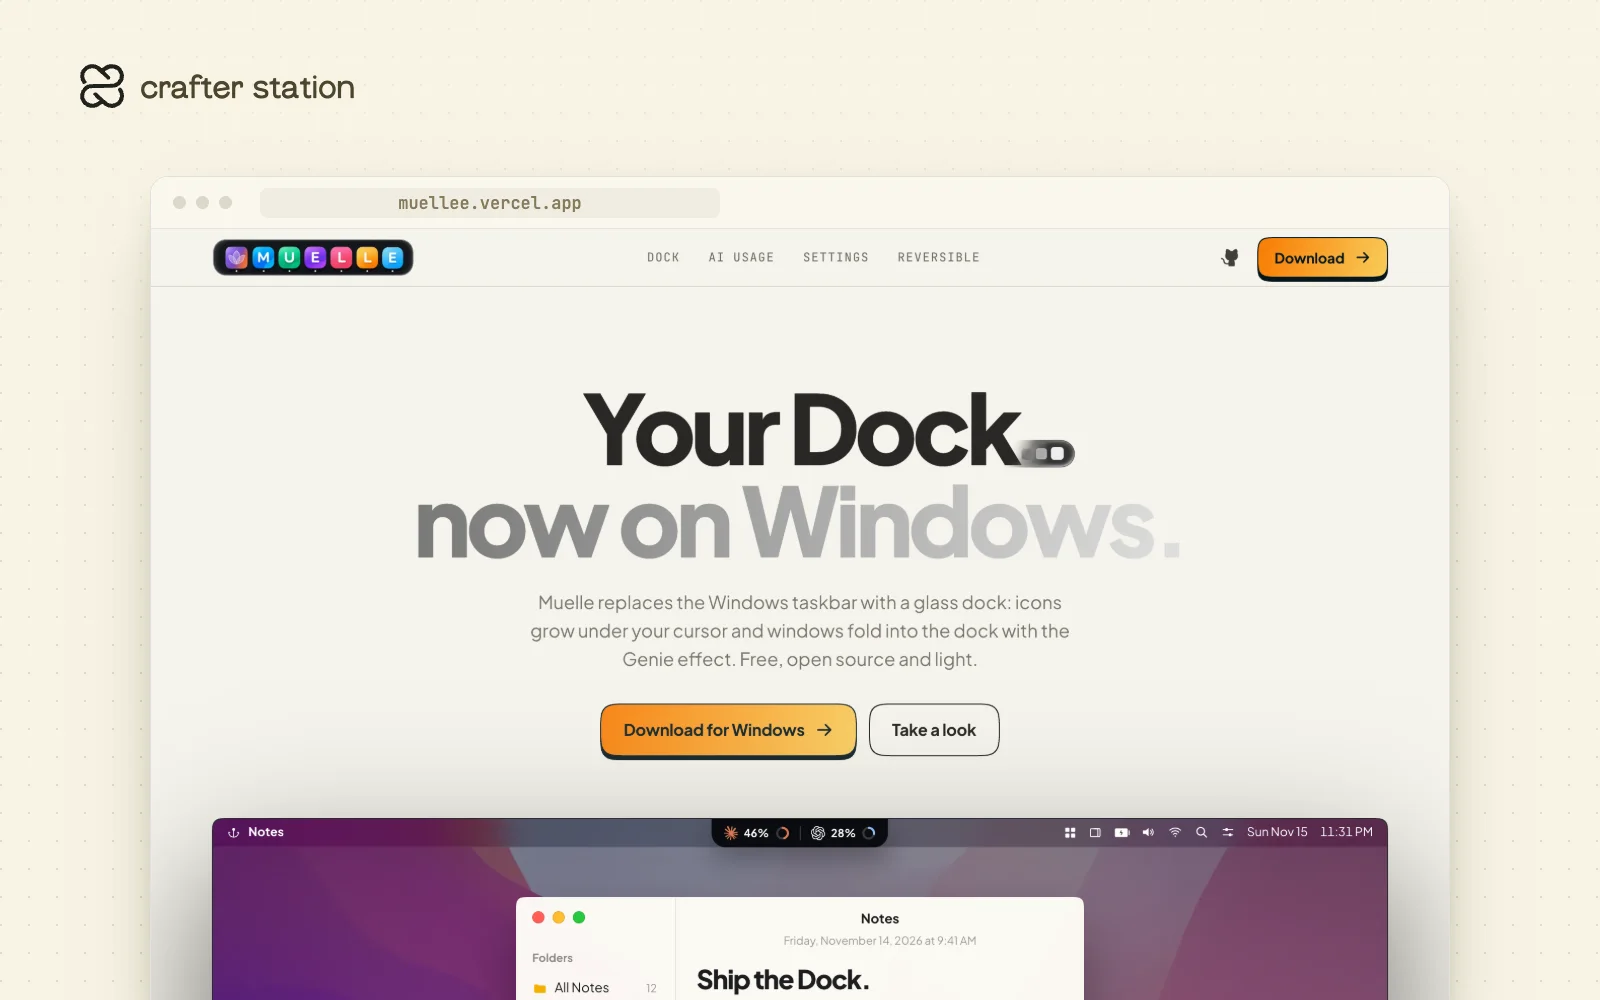 crafter station
muellee.vercel.app
MUELLE
DOCK AI USAGE SETTINGS REVERSIBLE
Download →
Your Dock
now on Windows.
Muelle replaces the Windows taskbar with a glass dock: icons
grow under your cursor and windows fold into the dock with the
Genie effect. Free, open source and light.
Download for Windows →
Take a look
Notes
46% 28%
Sun Nov 15 11:31 PM
Notes
Friday, November 14, 2026 at 9:41 AM
Folders
Ship the Dock.
All Notes 12